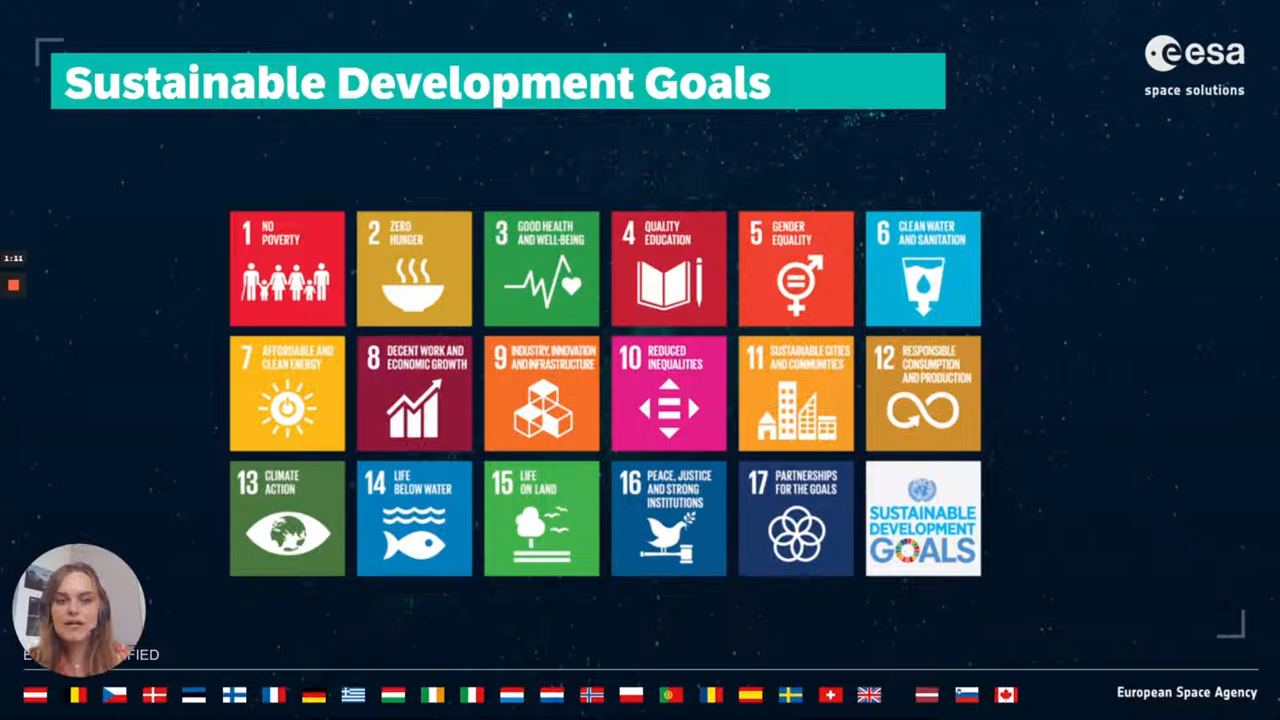 Sustainable Development Goals
esa
space solutions
1 NO
POVERTY
2 ZERO
HUNGER
3 GOOD HEALTH
AND WELL-BEING
4 QUALITY
EDUCATION
5 GENDER
EQUALITY
6 CLEAN WATER
AND SANITATION
1:11
7 AFFORDABLE AND
CLEAN ENERGY
8 DECENT WORK AND
ECONOMIC GROWTH
9 INDUSTRY, INNOVATION
AND INFRASTRUCTURE
10 REDUCED
INEQUALITIES
11 SUSTAINABLE CITIES
AND COMMUNITIES
12 RESPONSIBLE
CONSUMPTION
AND PRODUCTION
13 CLIMATE
ACTION
14 LIFE
BELOW WATER
15 LIFE
ON LAND
16 PEACE, JUSTICE
AND STRONG
INSTITUTIONS
17 PARTNERSHIPS
FOR THE GOALS
SUSTAINABLE
DEVELOPMENT
GOALS
European Space Agency